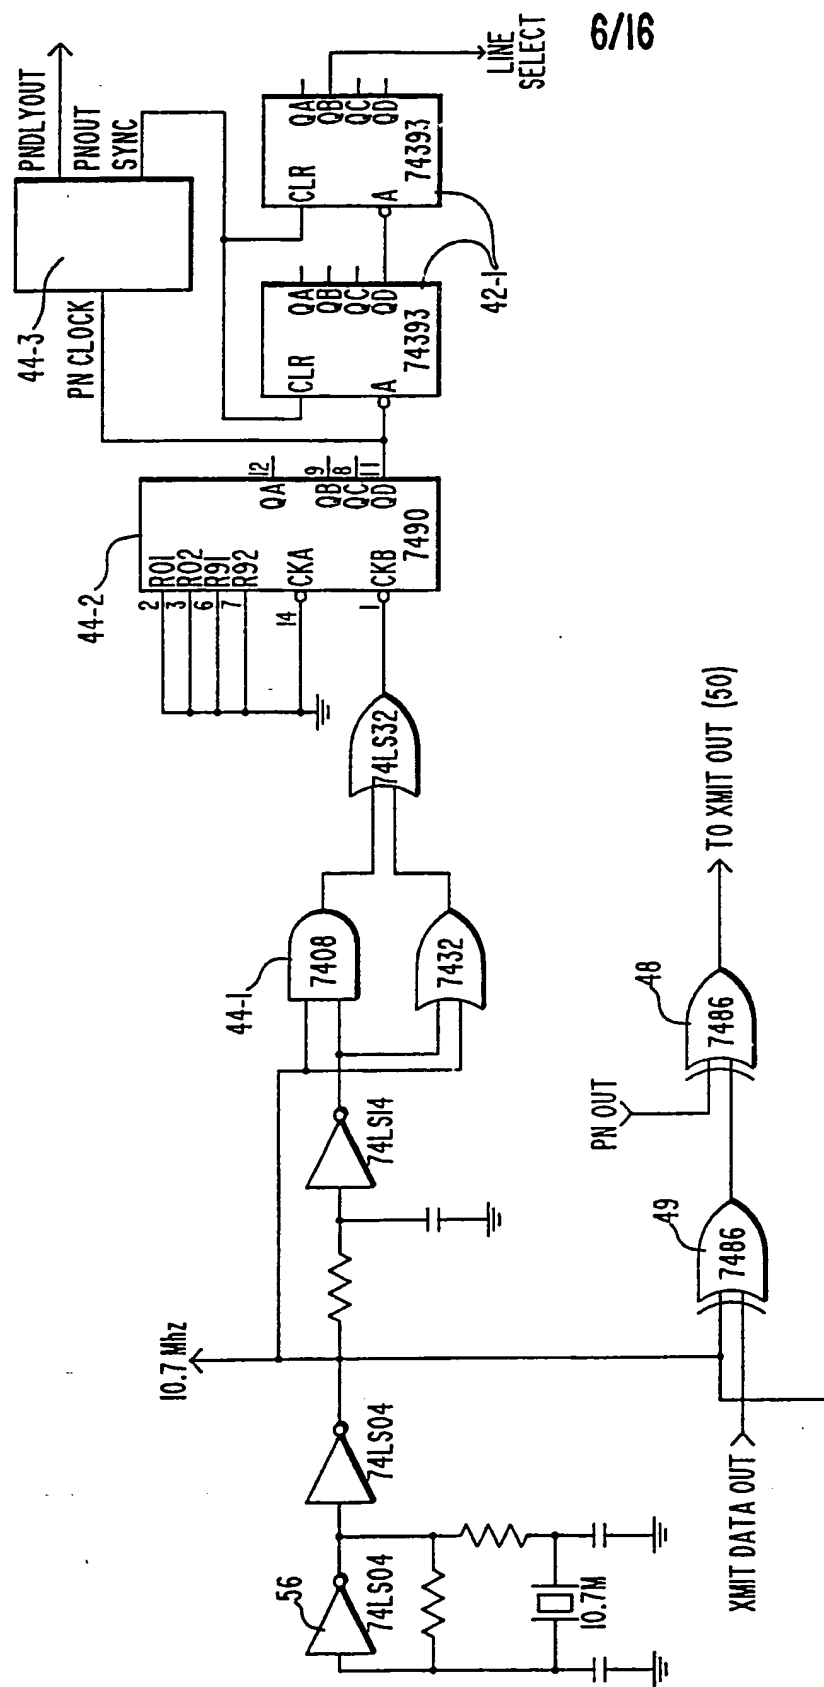 9/16
PNDLYOUT
PNOUT
SYNC
44-3
PN CLOCK
LINE
SELECT
CLR
A
QA
QB
QC
QD
74393
CLR
A
QA
QB
QC
QD
74393
42-1
44-2
2
3
6
7
14
1
R01
R02
R91
R92
CKA
CKB
QA
QB
QC
QD
12
9
8
11
7490
74LS32
44-1
7408
7432
74LS14
10.7 Mhz
74LS04
56
74LS04
10.7M
XMIT DATA OUT
49
7486
PN OUT
48
7486
TO XMIT OUT (50)